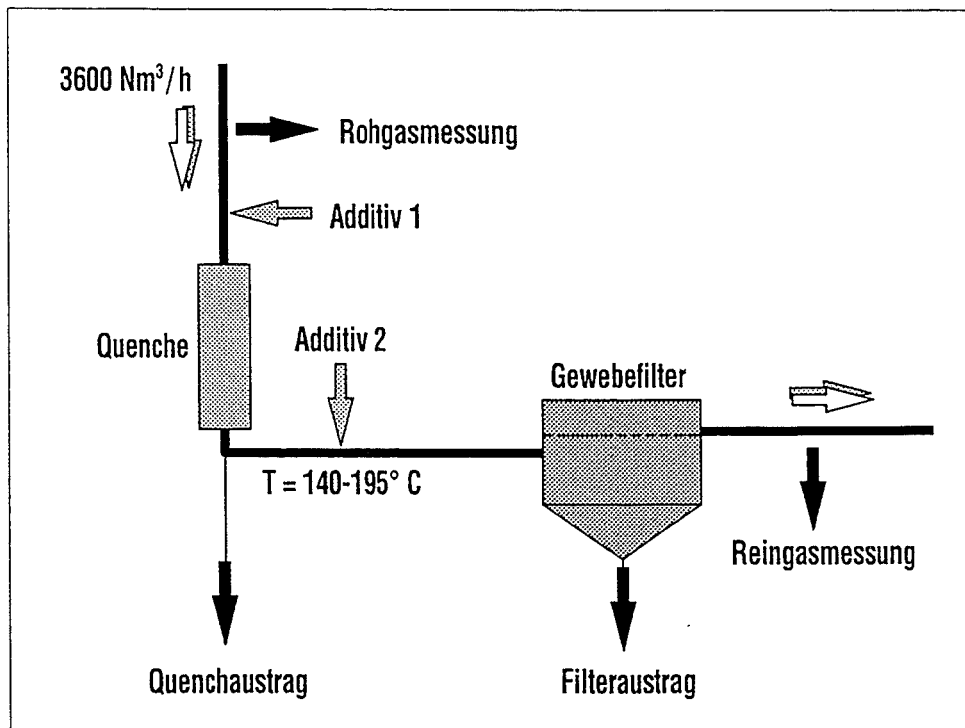 3600 Nm³/h
Rohgasmessung
Additiv 1
Quenche
Additiv 2
Gewebefilter
T = 140-195° C
Reingasmessung
Quenchaustrag
Filteraustrag